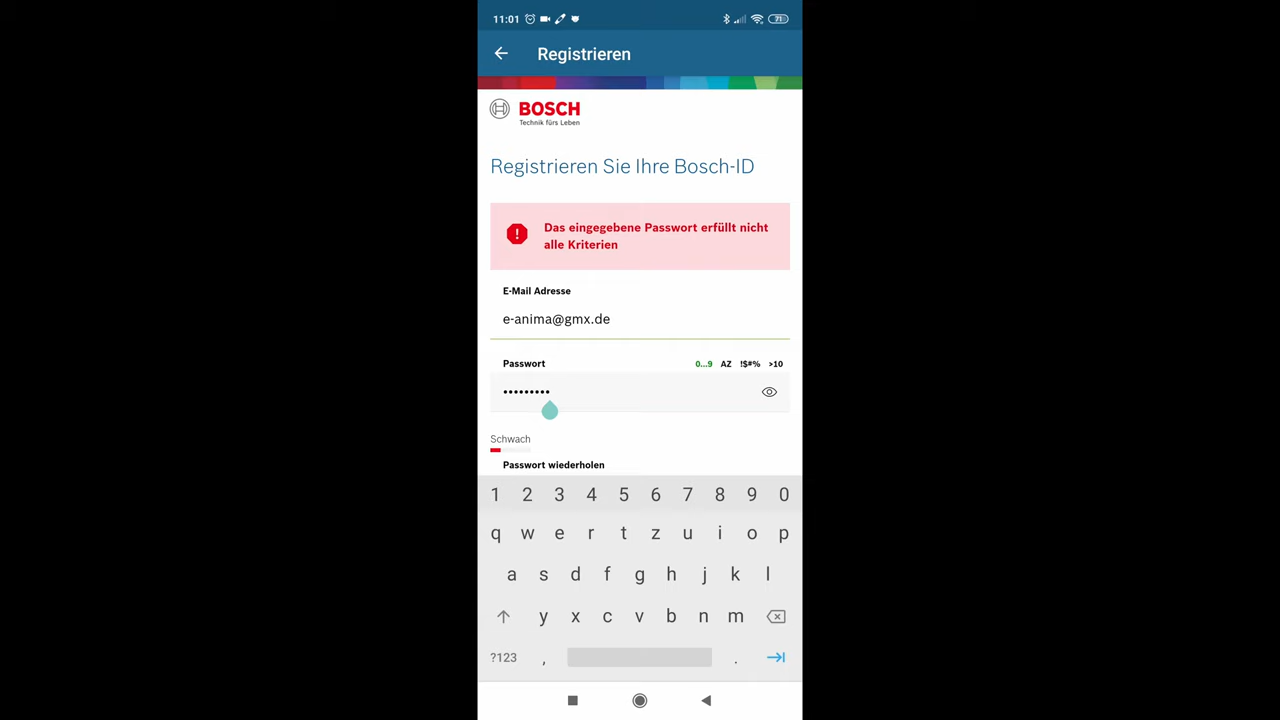 11:01 71
Registrieren
BOSCH
Technik fürs Leben
Registrieren Sie Ihre Bosch-ID
Das eingegebene Passwort erfüllt nicht
alle Kriterien
E-Mail Adresse
e-anima@gmx.de
Passwort 0...9 AZ !$#% >10
•••••••••
Schwach
Passwort wiederholen
1 2 3 4 5 6 7 8 9 0
q w e r t z u i o p
a s d f g h j k l
y x c v b n m
?123 , .